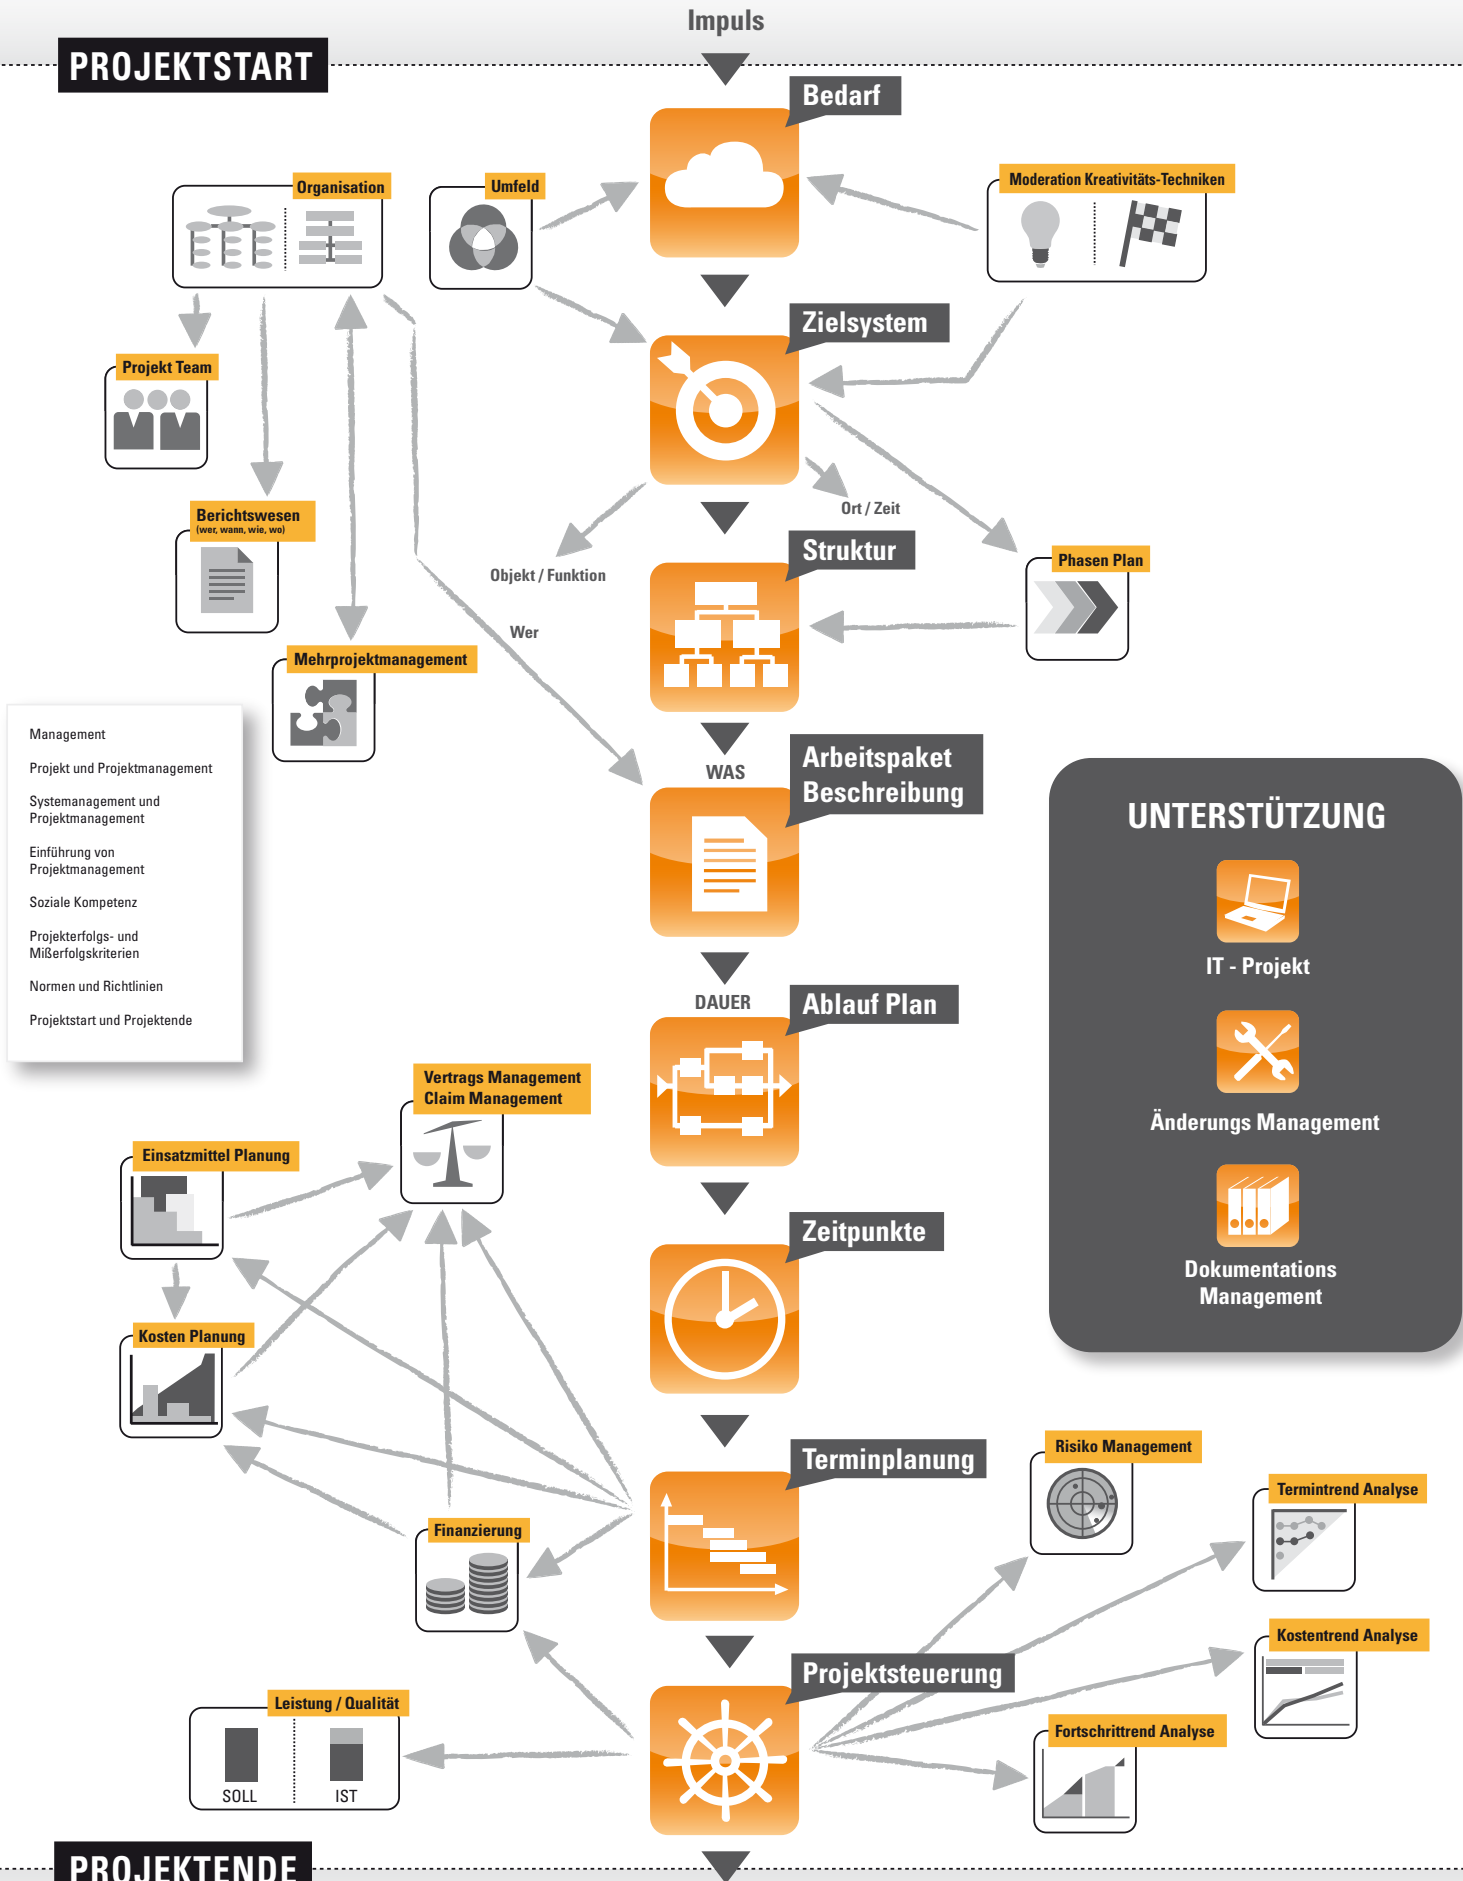 Impuls
PROJEKTSTART
Bedarf
Organisation
Umfeld
Moderation Kreativitäts-Techniken
Zielsystem
Projekt Team
Ort / Zeit
Berichtswesen
(wer, wann, wie, wo)
Struktur
Phasen Plan
Objekt / Funktion
Wer
Mehrprojektmanagement
Management
Projekt und Projektmanagement
Systemanagement und
Projektmanagement
Einführung von
Projektmanagement
Soziale Kompetenz
Projekterfolgs- und
Mißerfolgskriterien
Normen und Richtlinien
Projektstart und Projektende
WAS
Arbeitspaket
Beschreibung
UNTERSTÜTZUNG
IT - Projekt
Änderungs Management
Dokumentations
Management
DAUER
Ablauf Plan
Vertrags Management
Claim Management
Einsatzmittel Planung
Zeitpunkte
Kosten Planung
Terminplanung
Risiko Management
Termintrend Analyse
Finanzierung
Kostentrend Analyse
Projektsteuerung
Leistung / Qualität
SOLL
IST
Fortschrittrend Analyse
PROJEKTENDE